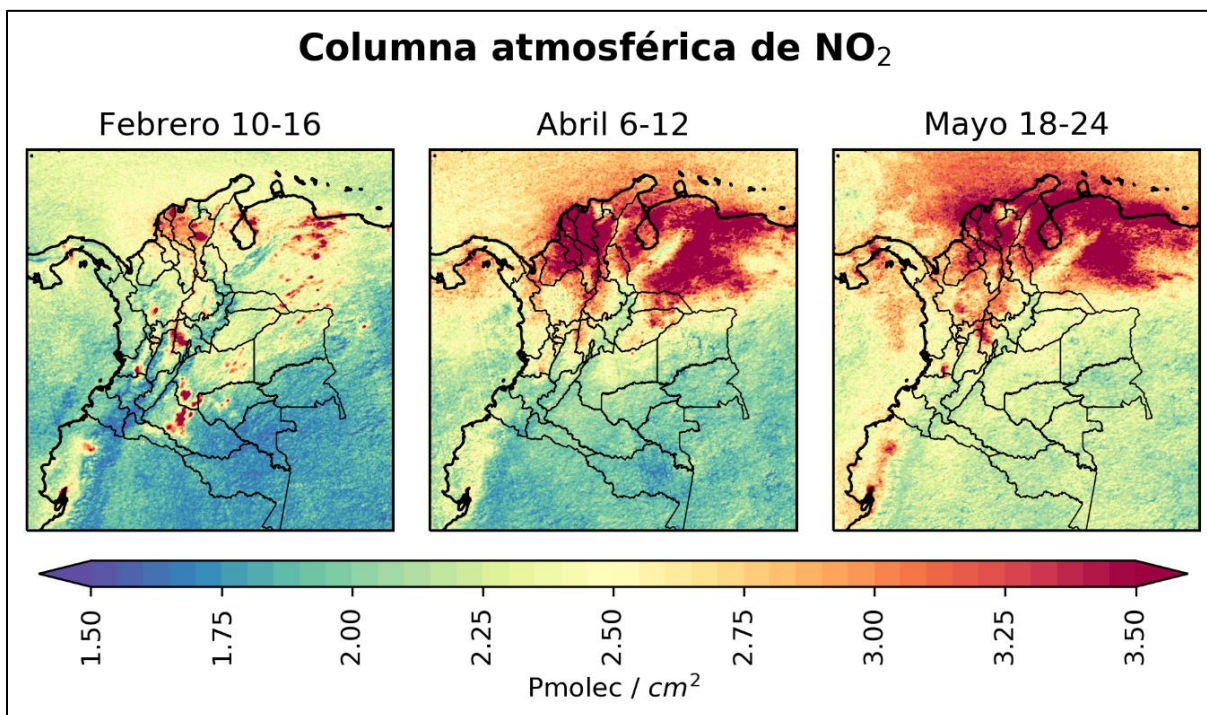 Columna atmosférica de NO₂
Febrero 10-16
Abril 6-12
Mayo 18-24
1.50
1.75
2.00
2.25
2.50
2.75
3.00
3.25
3.50
Pmolec / cm²